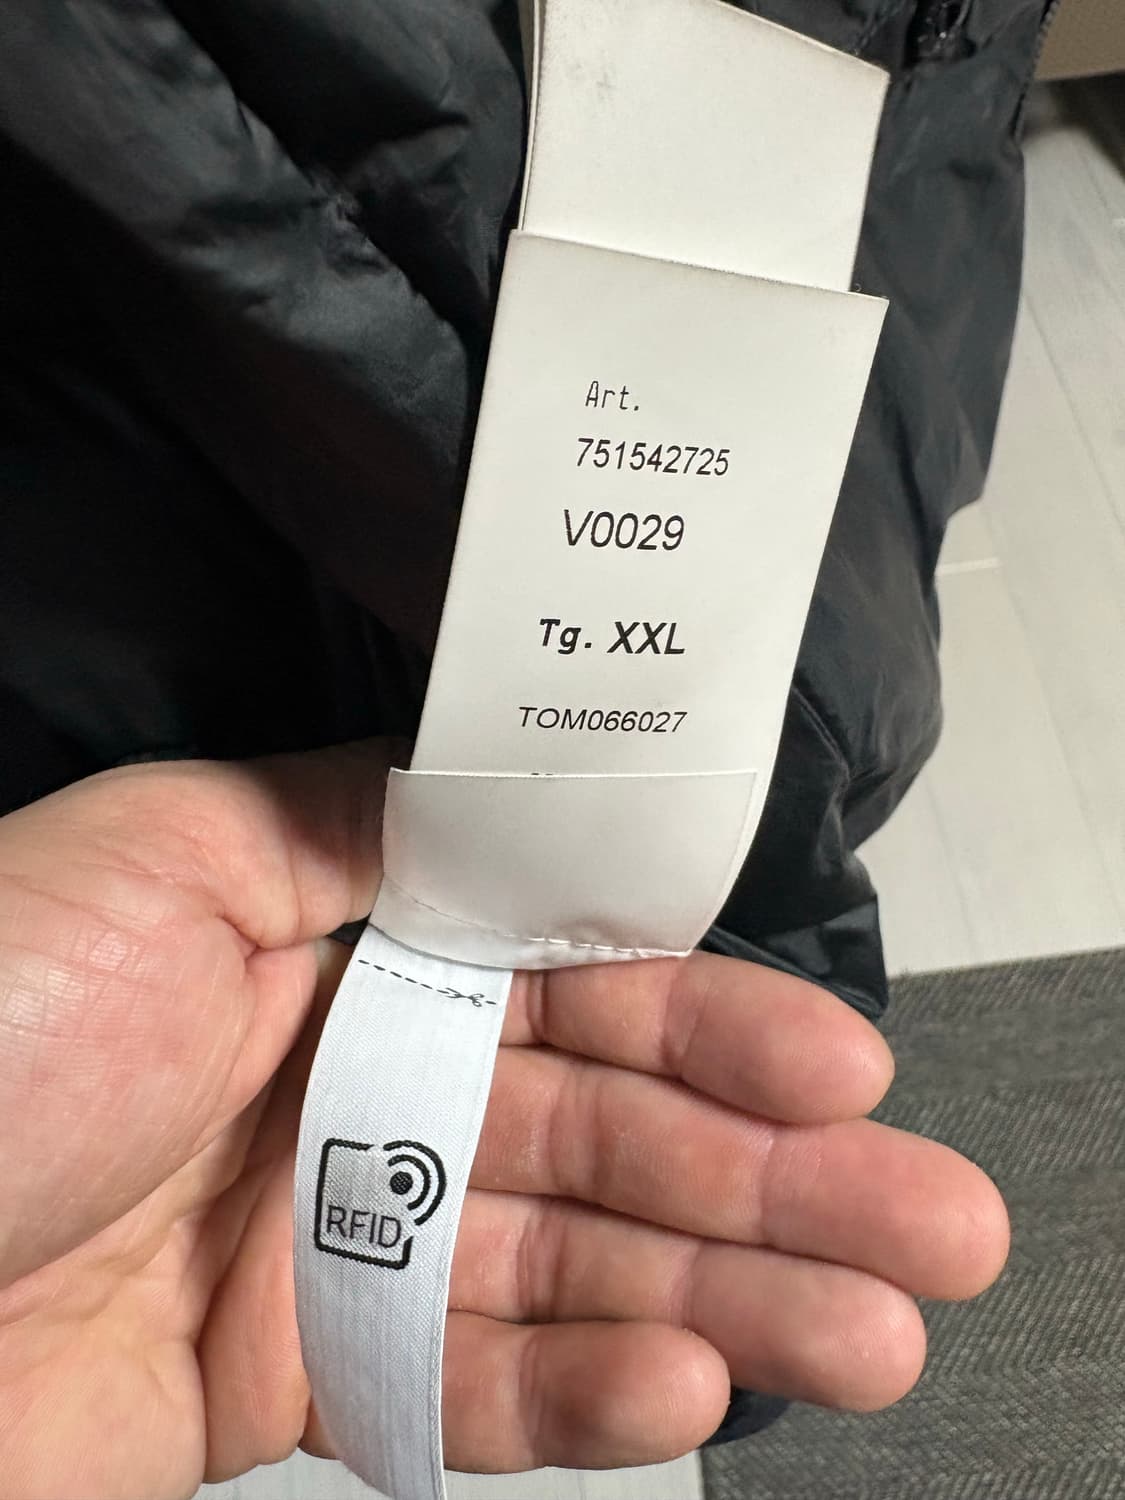 Art.
751542725
V0029
Tg. XXL
TOM066027
RFID